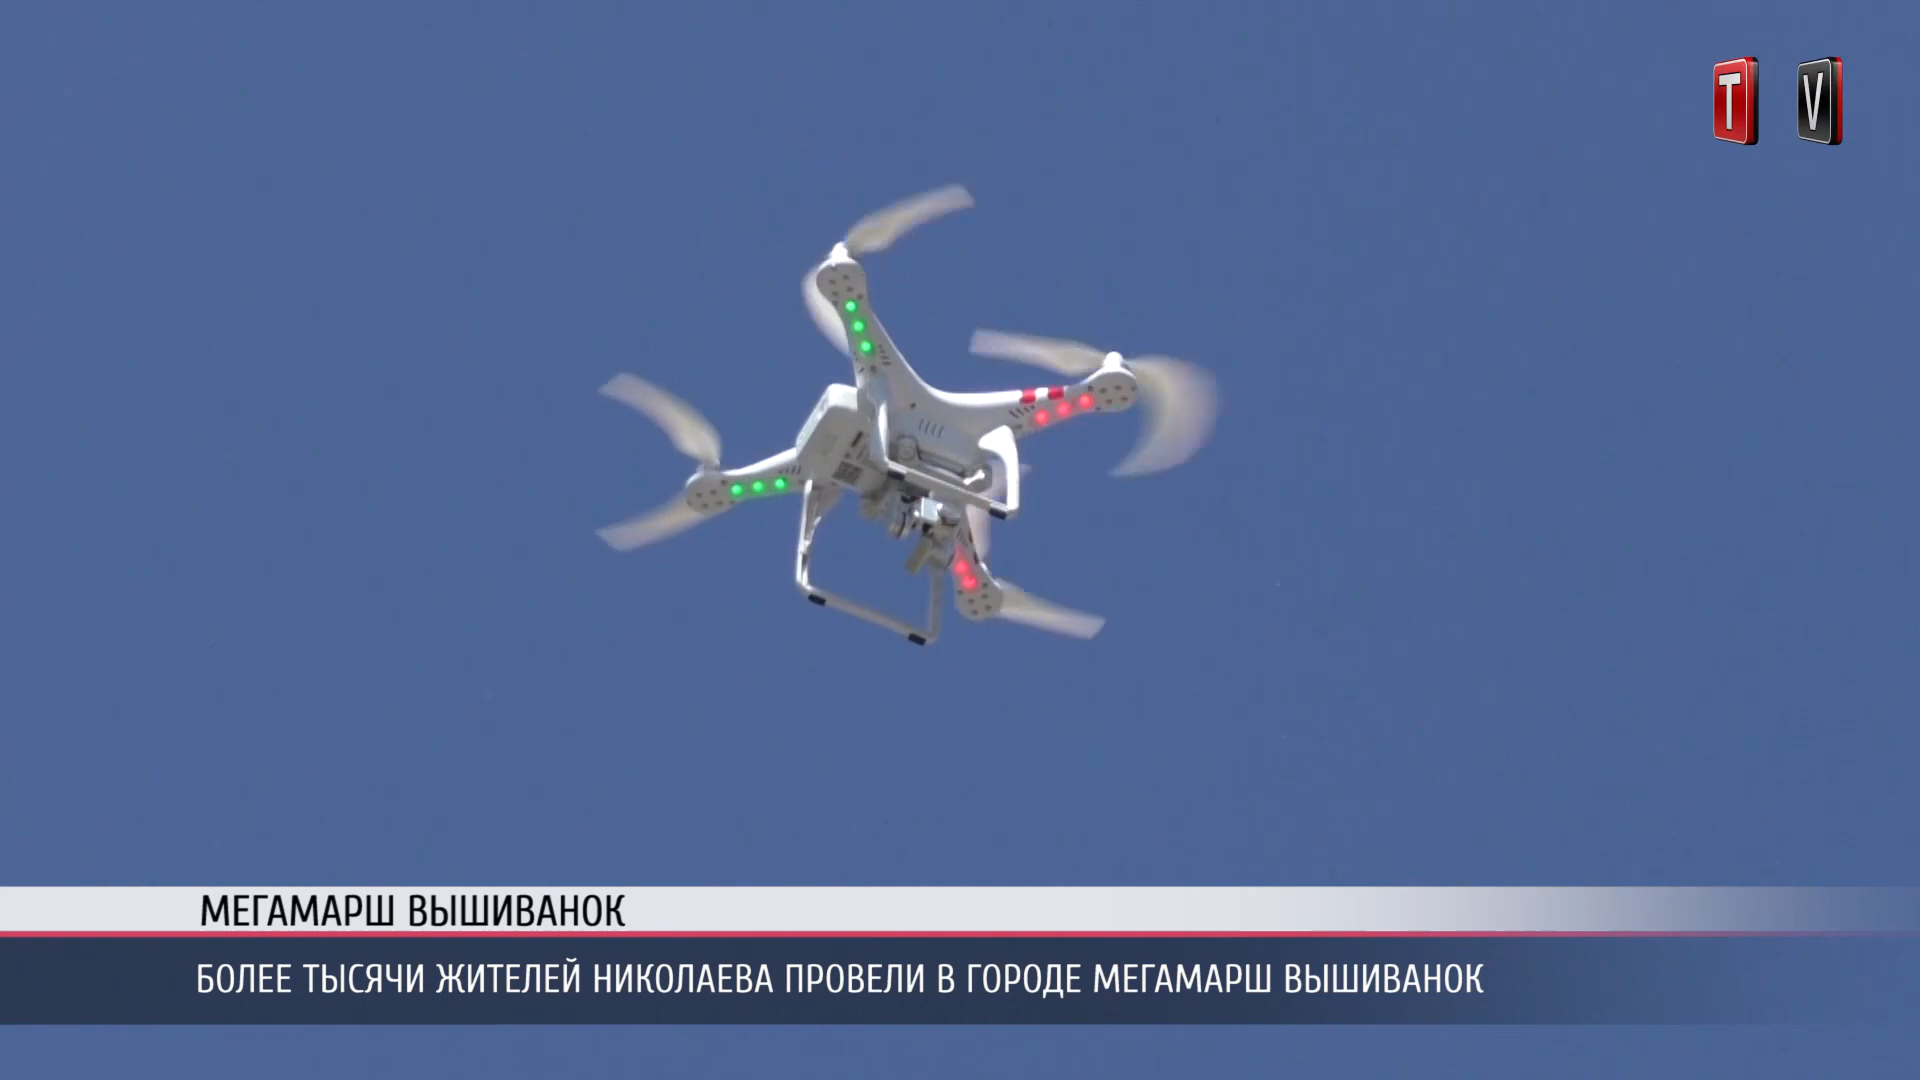 T V
МЕГАМАРШ ВЫШИВАНОК
БОЛЕЕ ТЫСЯЧИ ЖИТЕЛЕЙ НИКОЛАЕВА ПРОВЕЛИ В ГОРОДЕ МЕГАМАРШ ВЫШИВАНОК